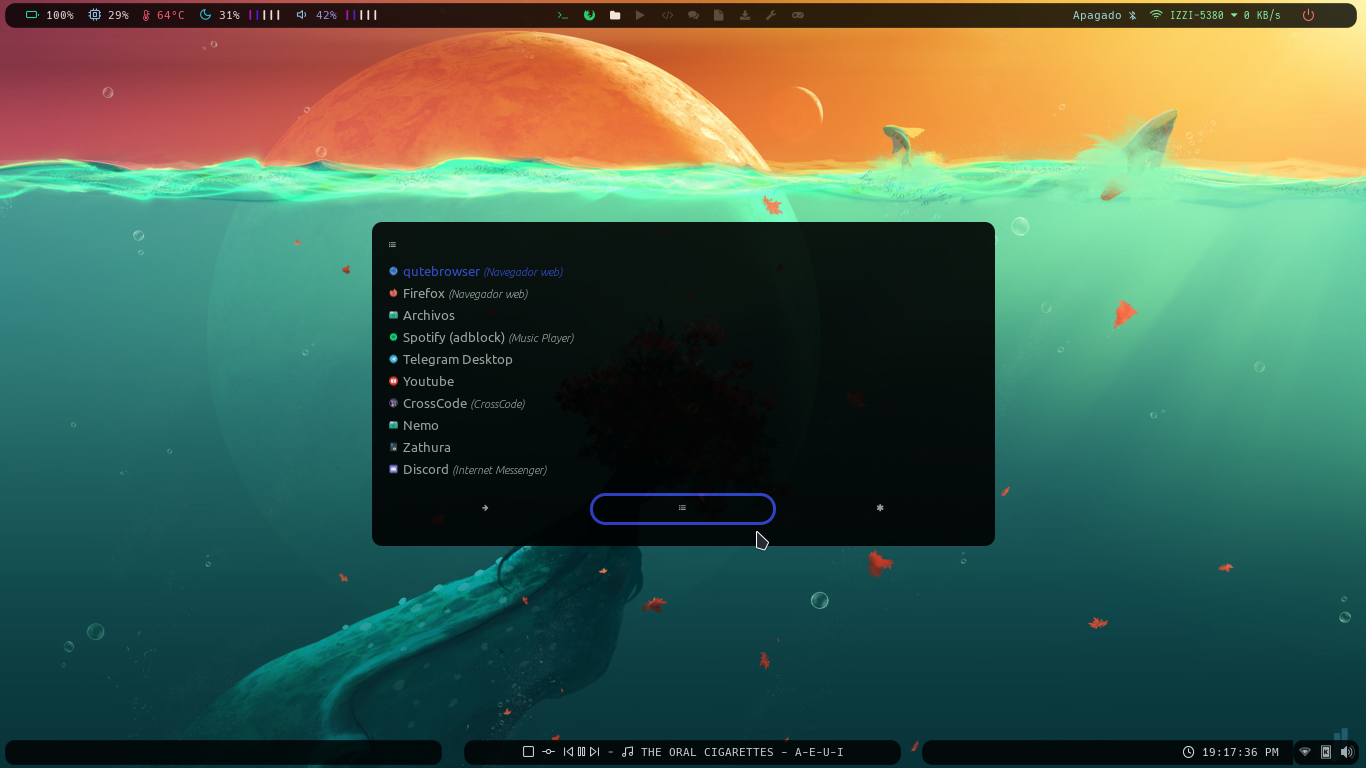 100% 29% 64°C 31% 42% Apagado IZZI-5380 0 KB/s
qutebrowser (Navegador web)
Firefox (Navegador web)
Archivos
Spotify (adblock) (Music Player)
Telegram Desktop
Youtube
CrossCode (CrossCode)
Nemo
Zathura
Discord (Internet Messenger)
- THE ORAL CIGARETTES - A-E-U-I 19:17:36 PM